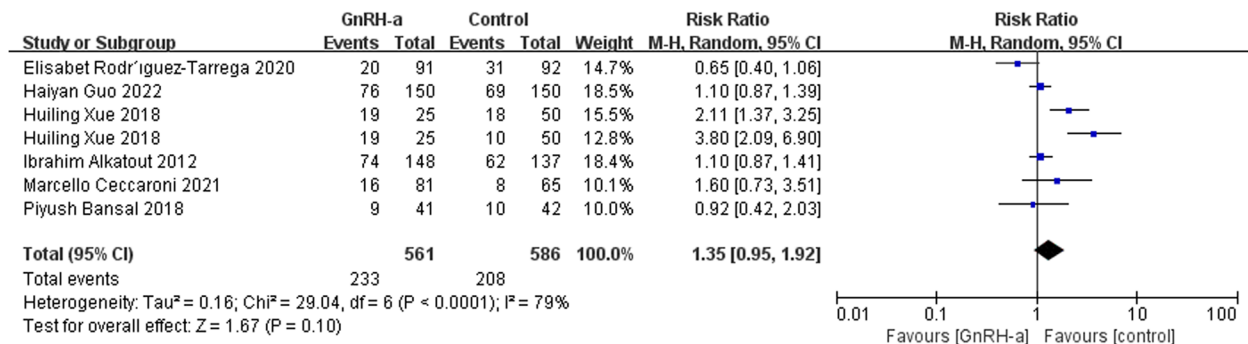 GnRH-a Control Risk Ratio Risk Ratio
Study or Subgroup Events Total Events Total Weight M-H, Random, 95% CI M-H, Random, 95% CI
Elisabet Rodr´ıguez-Tarrega 2020 20 91 31 92 14.7% 0.65 [0.40, 1.06]
Haiyan Guo 2022 76 150 69 150 18.5% 1.10 [0.87, 1.39]
Huiling Xue 2018 19 25 18 50 15.5% 2.11 [1.37, 3.25]
Huiling Xue 2018 19 25 10 50 12.8% 3.80 [2.09, 6.90]
Ibrahim Alkatout 2012 74 148 62 137 18.4% 1.10 [0.87, 1.41]
Marcello Ceccaroni 2021 16 81 8 65 10.1% 1.60 [0.73, 3.51]
Piyush Bansal 2018 9 41 10 42 10.0% 0.92 [0.42, 2.03]
Total (95% CI) 561 586 100.0% 1.35 [0.95, 1.92]
Total events 233 208
Heterogeneity: Tau² = 0.16; Chi² = 29.04, df = 6 (P < 0.0001); I² = 79%
Test for overall effect: Z = 1.67 (P = 0.10)
0.01 0.1 1 10 100
Favours [GnRH-a] Favours [control]